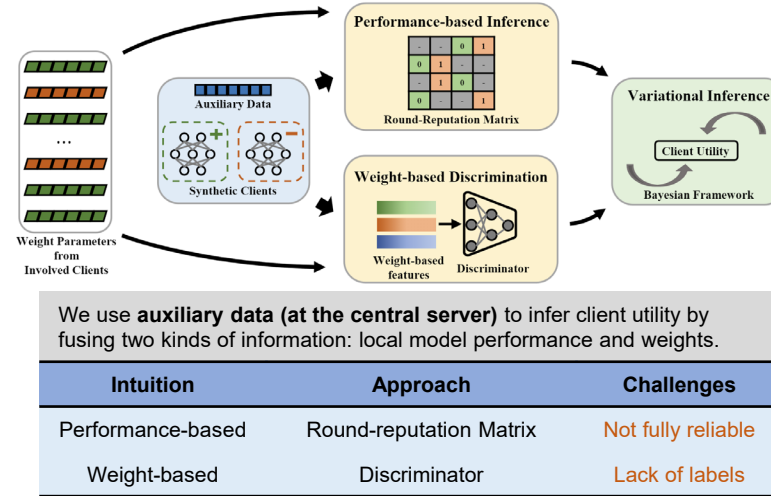 Performance-based Inference
- - 0 1
0 1 - -
- 1 0 -
0 - - 1
Round-Reputation Matrix
Auxiliary Data
+
−
Synthetic Clients
...
Weight Parameters
from
Involved Clients
Weight-based Discrimination
Weight-based
features
Discriminator
Variational Inference
Client Utility
Bayesian Framework
We use auxiliary data (at the central server) to infer client utility by
fusing two kinds of information: local model performance and weights.
Intuition Approach Challenges
Performance-based Round-reputation Matrix Not fully reliable
Weight-based Discriminator Lack of labels